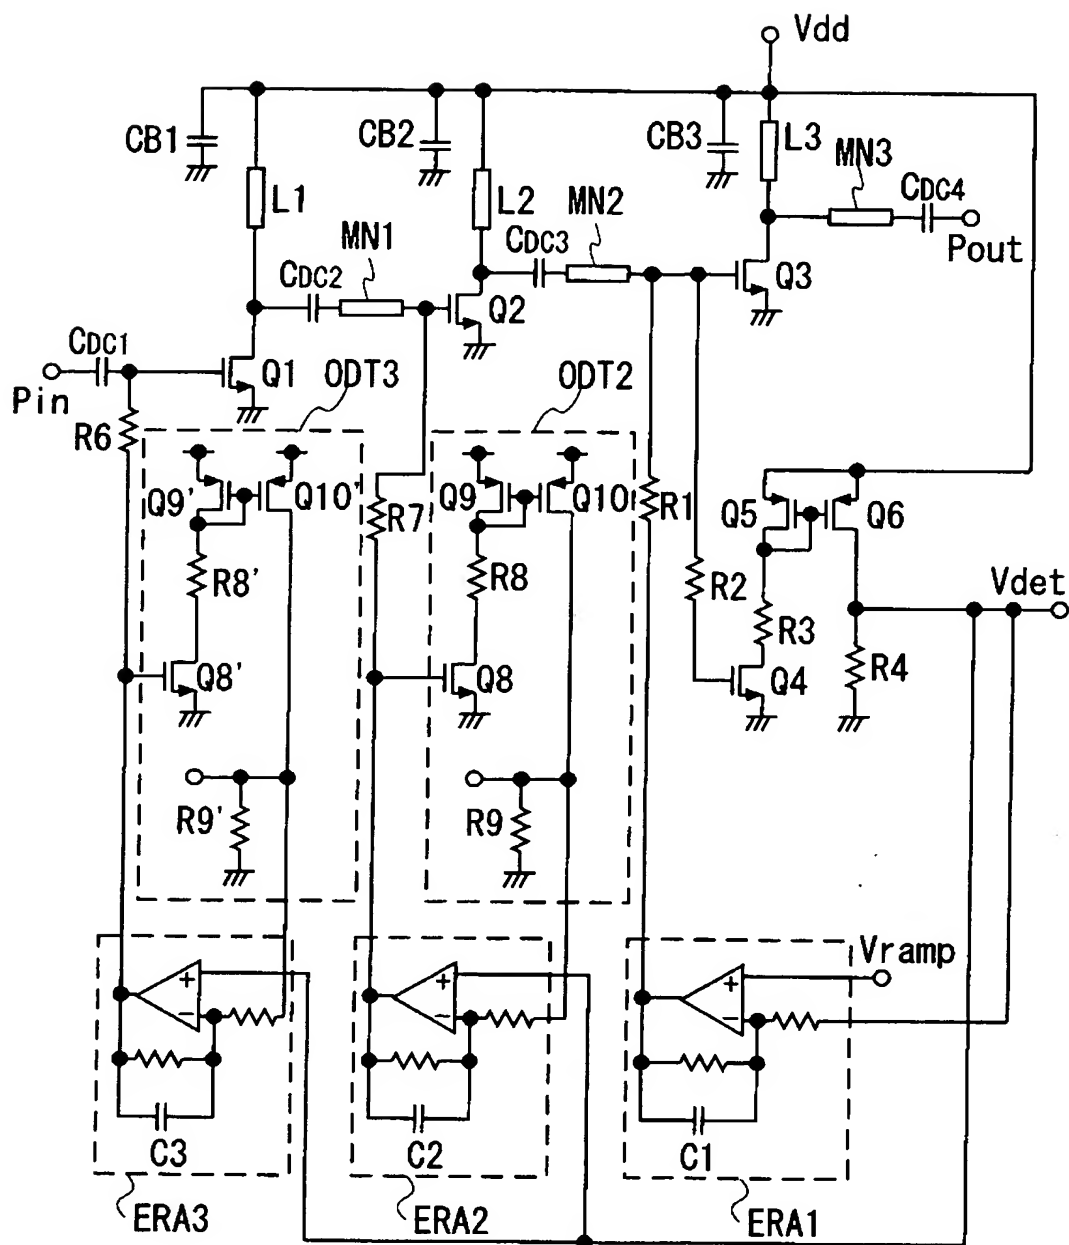 Vdd
CB1
CB2
CB3
L3
MN3
L1
L2
MN2
CDC4
MN1
CDC3
Pout
CDC2
Q3
Q2
CDC1
Q1
ODT3
ODT2
Pin
R6
Q9'
Q10'
Q9
Q10
R1
Q5
Q6
R7
R8'
R8
R2
Vdet
R3
Q8'
Q8
Q4
R4
R9'
R9
Vramp
+
+
+
−
−
−
C3
C2
C1
ERA3
ERA2
ERA1